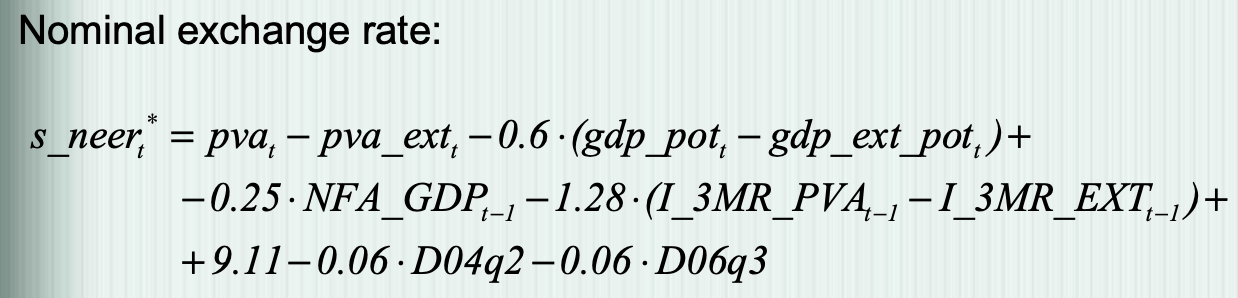 Nominal exchange rate:
s_neer*t = pvat − pva_extt − 0.6·(gdp_pott − gdp_ext_pott)+
−0.25·NFA_GDPt−1 −1.28·(I_3MR_PVAt−1 − I_3MR_EXTt−1)+
+9.11−0.06·D04q2−0.06·D06q3